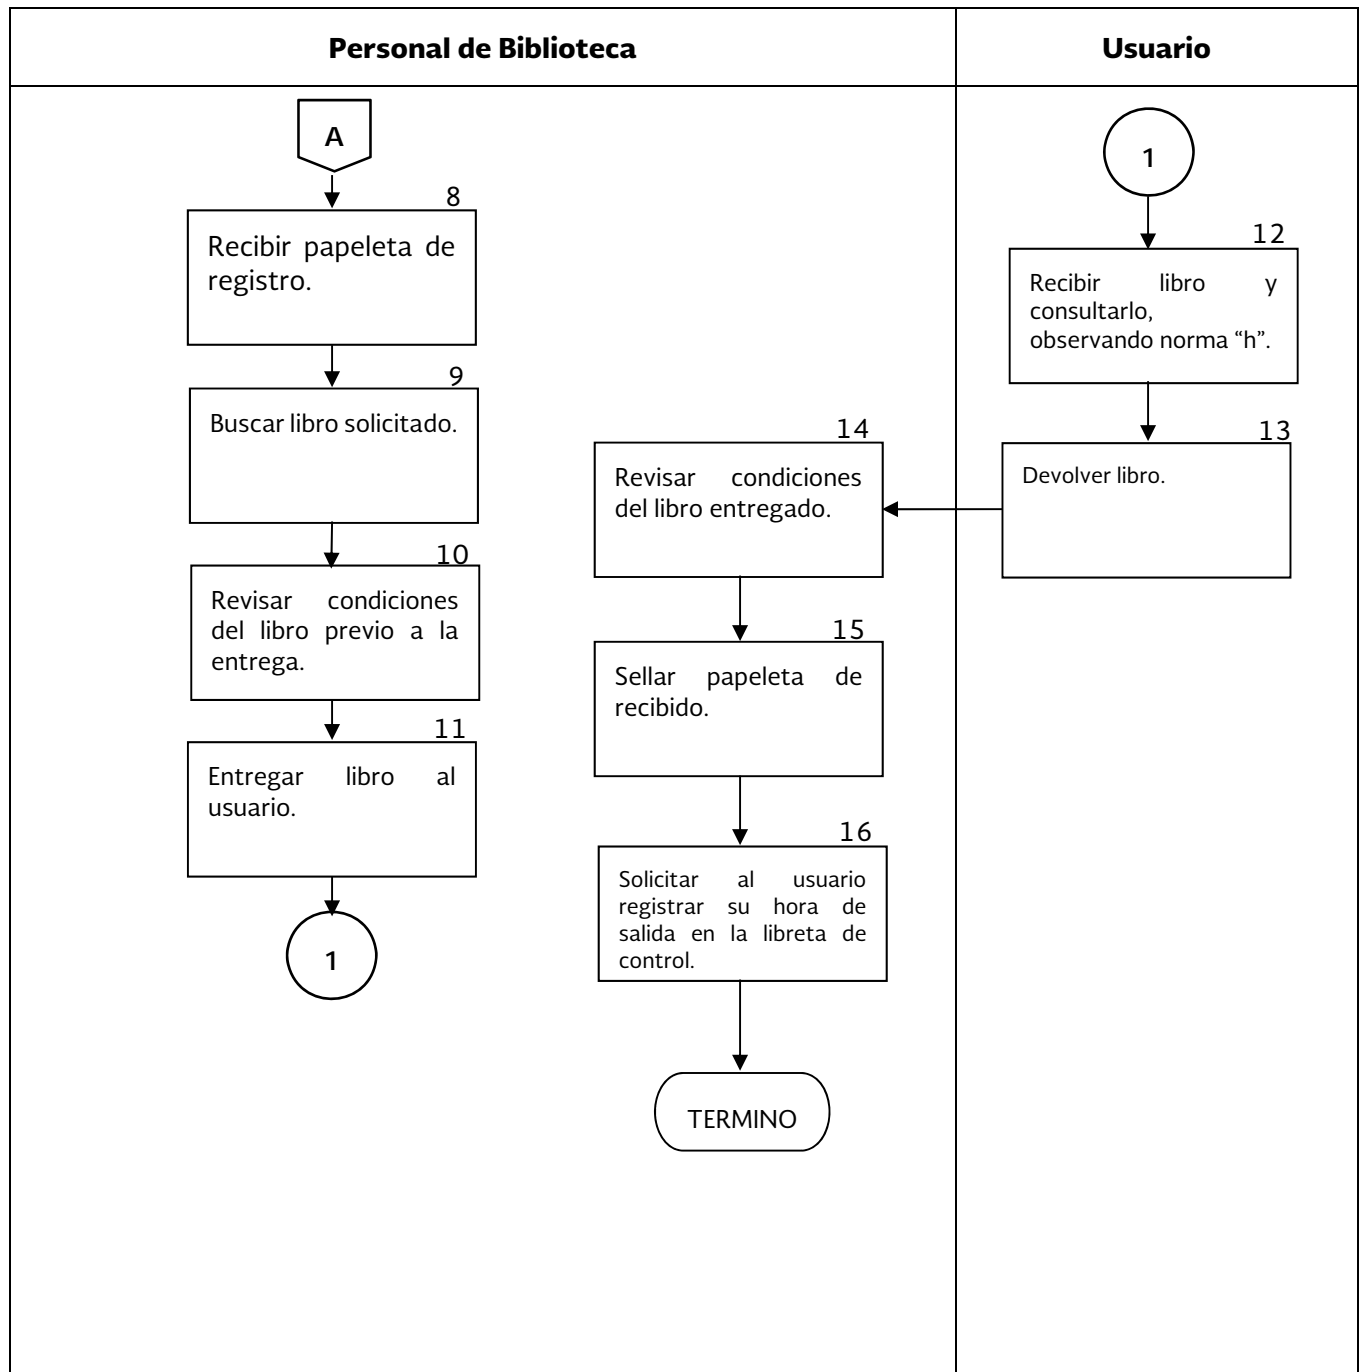 Personal de Biblioteca
Usuario
A
8
Recibir papeleta de
registro.
9
Buscar libro solicitado.
10
Revisar condiciones
del libro previo a la
entrega.
11
Entregar libro al
usuario.
1
1
12
Recibir libro y
consultarlo,
observando norma “h”.
13
Devolver libro.
14
Revisar condiciones
del libro entregado.
15
Sellar papeleta de
recibido.
16
Solicitar al usuario
registrar su hora de
salida en la libreta de
control.
TERMINO